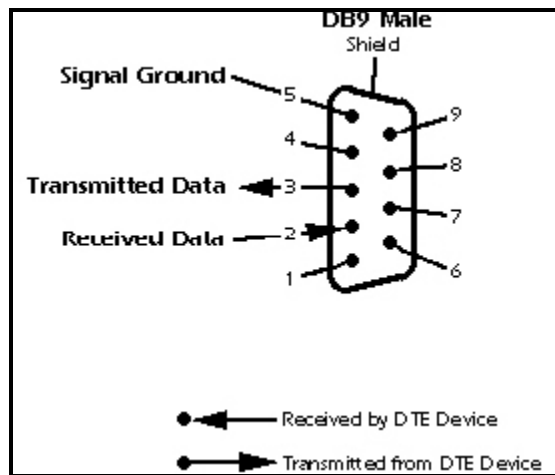 DB9 Male
Shield
Signal Ground
5
9
4
8
Transmitted Data
3
7
Received Data
2
6
1
Received by DTE Device
Transmitted from DTE Device